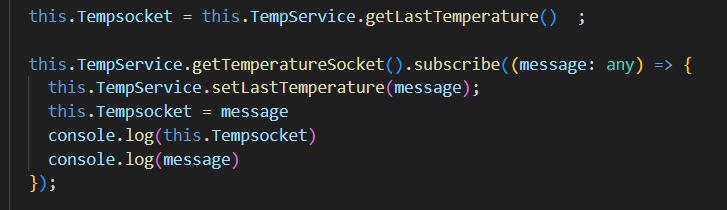 this.Tempsocket = this.TempService.getLastTemperature()  ;
this.TempService.getTemperatureSocket().subscribe((message: any) => {
this.TempService.setLastTemperature(message);
this.Tempsocket = message
console.log(this.Tempsocket)
console.log(message)
});